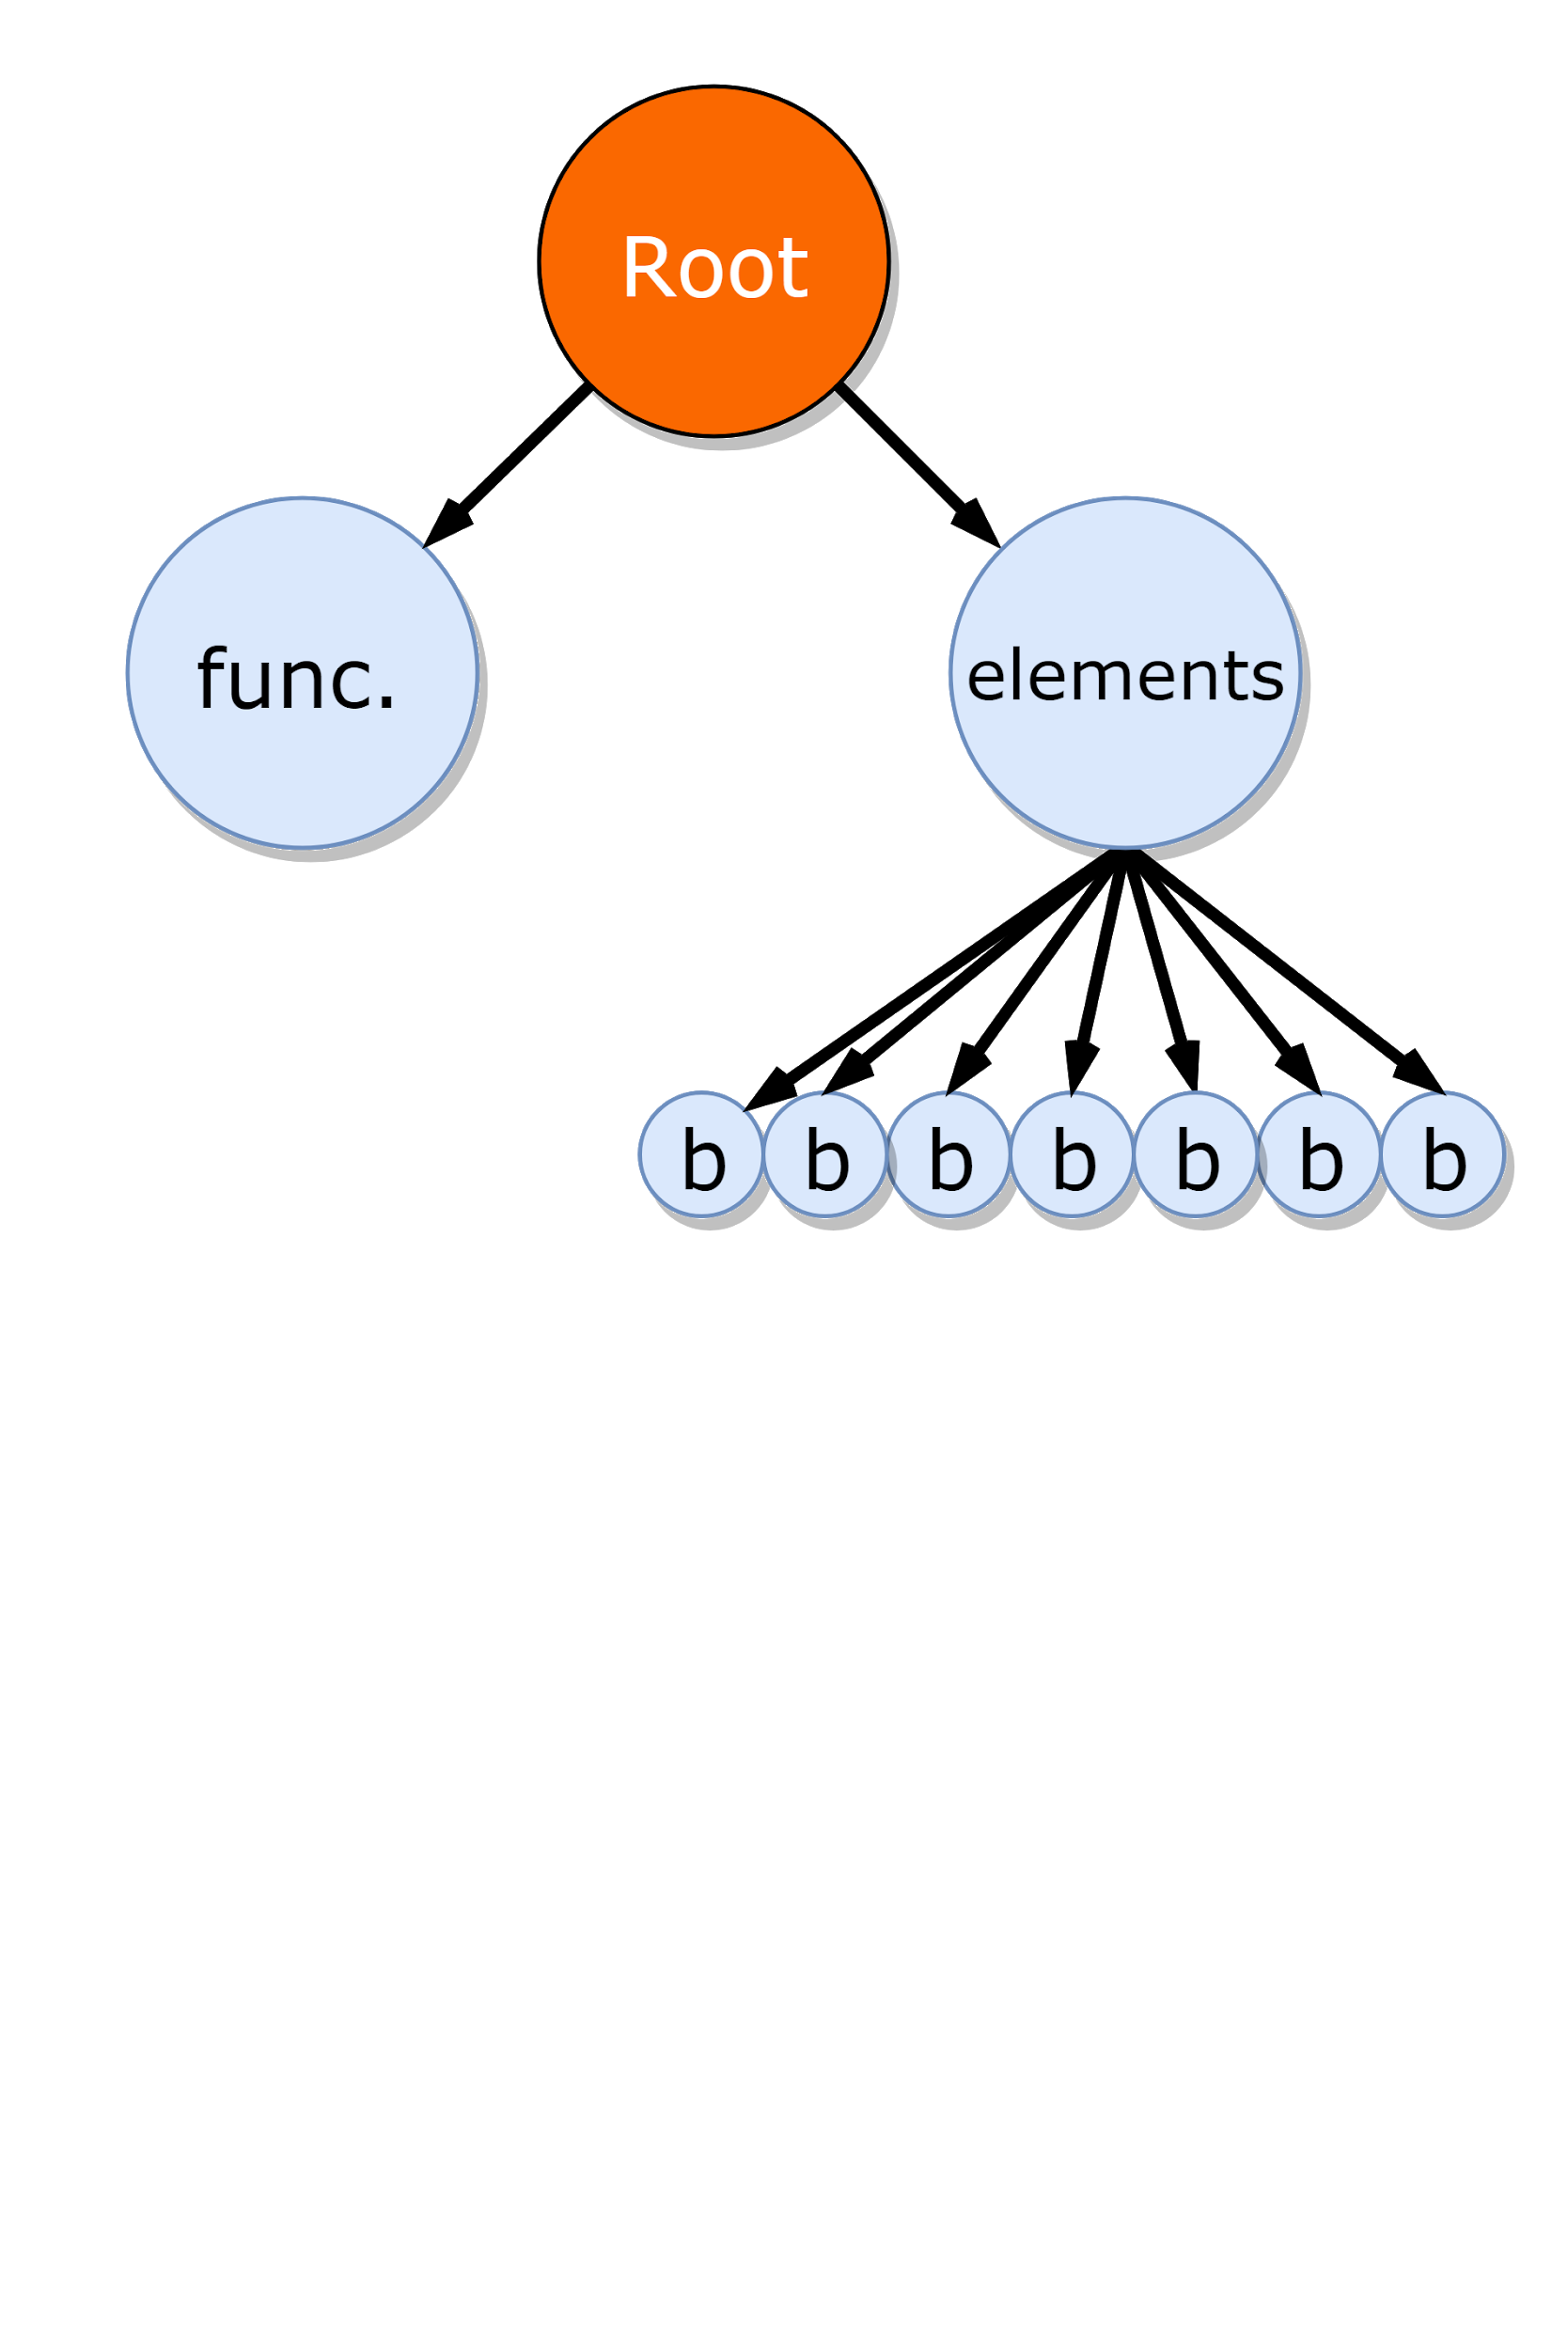 Root
func.
elements
b b b b b b b